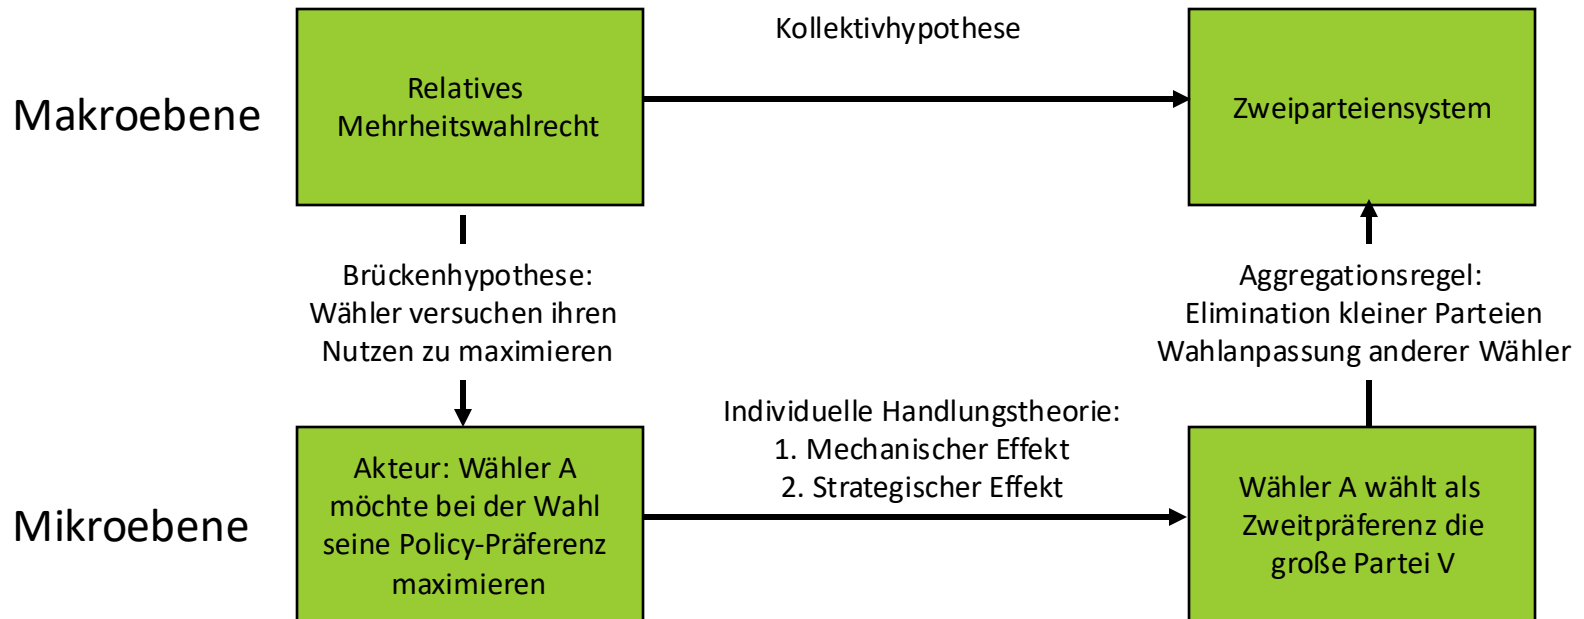 Kollektivhypothese
Makroebene
Relatives
Mehrheitswahlrecht
Zweiparteiensystem
Brückenhypothese:
Wähler versuchen ihren
Nutzen zu maximieren
Aggregationsregel:
Elimination kleiner Parteien
Wahlanpassung anderer Wähler
Individuelle Handlungstheorie:
1. Mechanischer Effekt
2. Strategischer Effekt
Mikroebene
Akteur: Wähler A
möchte bei der Wahl
seine Policy-Präferenz
maximieren
Wähler A wählt als
Zweitpräferenz die
große Partei V